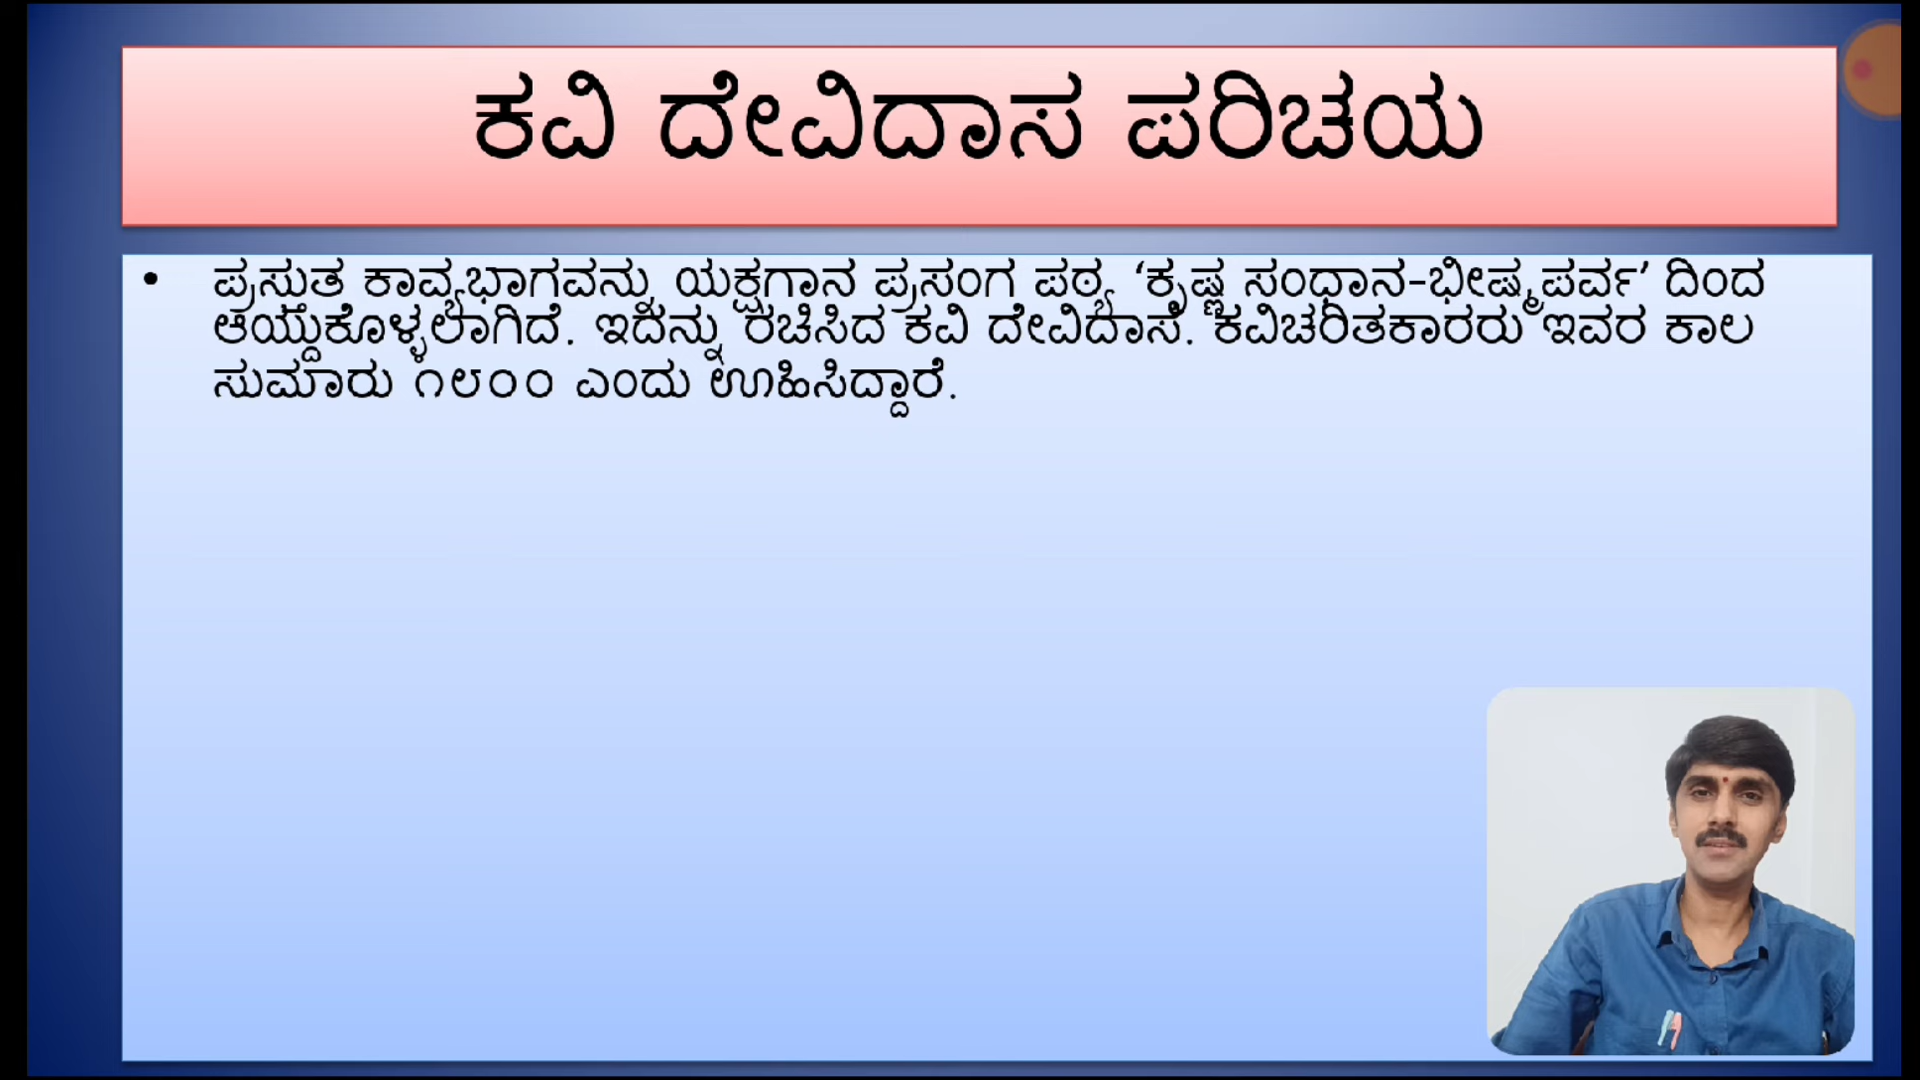 ಕವಿ ದೇವಿದಾಸ ಪರಿಚಯ
• ಪ್ರಸ್ತುತ ಕಾವ್ಯಭಾಗವನ್ನು ಯಕ್ಷಗಾನ ಪ್ರಸಂಗ ಪಠ್ಯ ‘ಕೃಷ್ಣ ಸಂಧಾನ-ಭೀಷ್ಮಪರ್ವ’ ದಿಂದ
ಆಯ್ದುಕೊಳ್ಳಲಾಗಿದೆ. ಇದನ್ನು ರಚಿಸಿದ ಕವಿ ದೇವಿದಾಸ. ಕವಿಚರಿತಕಾರರು ಇವರ ಕಾಲ
ಸುಮಾರು ೧೮೦೦ ಎಂದು ಊಹಿಸಿದ್ದಾರೆ.